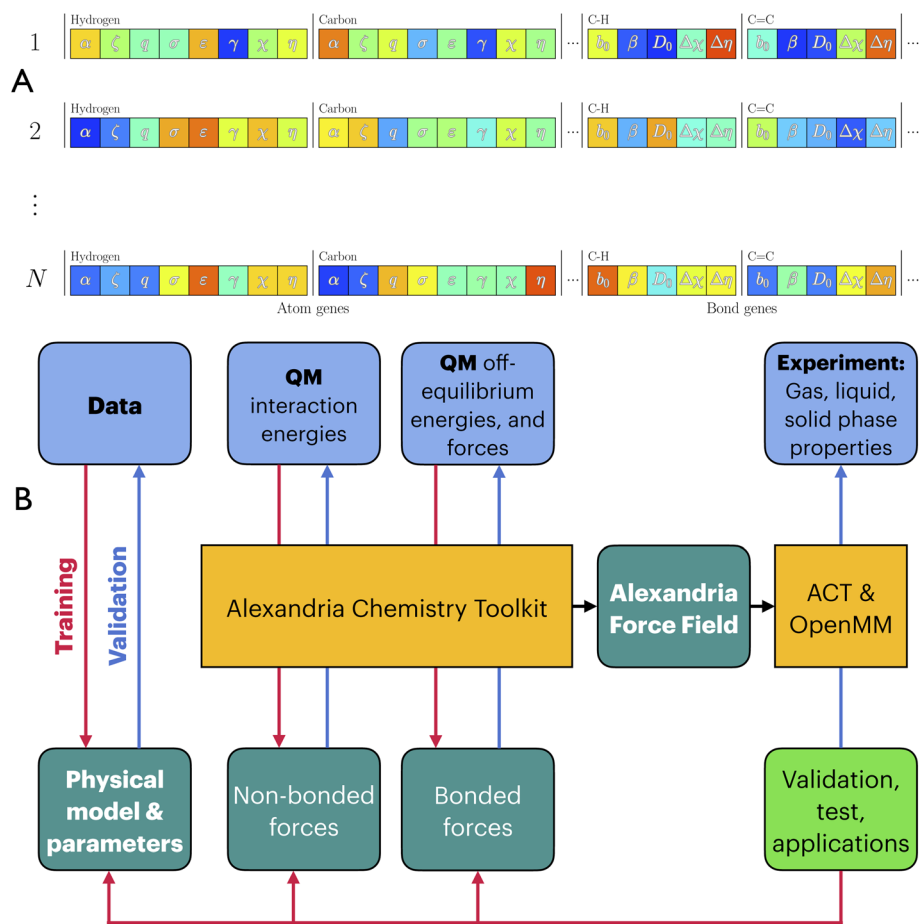 Hydrogen Carbon C-H C=C
1 α ζ q σ ε γ χ η α ζ q σ ε γ χ η ... b₀ β D₀ Δχ Δη b₀ β D₀ Δχ Δη ...
A
Hydrogen Carbon C-H C=C
2 α ζ q σ ε γ χ η α ζ q σ ε γ χ η ... b₀ β D₀ Δχ Δη b₀ β D₀ Δχ Δη ...
⋮
Hydrogen Carbon C-H C=C
N α ζ q σ ε γ χ η α ζ q σ ε γ χ η ... b₀ β D₀ Δχ Δη b₀ β D₀ Δχ Δη ...
Atom genes Bond genes
B
Data
QM
interaction
energies
QM off-
equilibrium
energies, and
forces
Experiment:
Gas, liquid,
solid phase
properties
Training
Validation
Alexandria Chemistry Toolkit
Alexandria
Force Field
ACT &
OpenMM
Physical
model &
parameters
Non-bonded
forces
Bonded
forces
Validation,
test,
applications